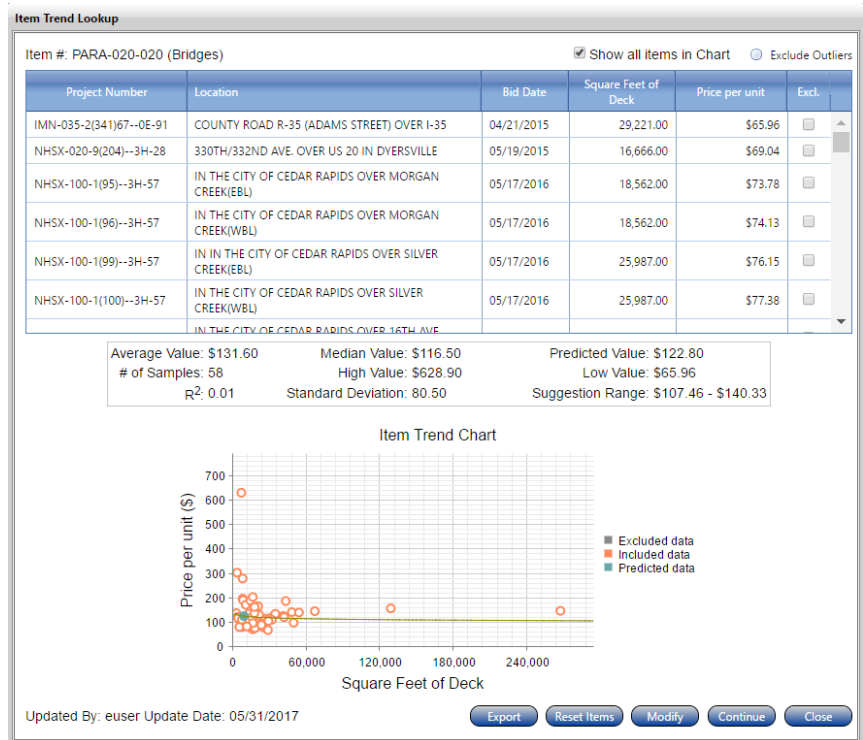 Item Trend Lookup
Item #: PARA-020-020 (Bridges) Show all items in Chart Exclude Outliers
Project Number Location Bid Date Square Feet of Deck Price per unit Excl.
IMN-035-2(341)67--0E-91 COUNTY ROAD R-35 (ADAMS STREET) OVER I-35 04/21/2015 29,221.00 $65.96
NHSX-020-9(204)--3H-28 330TH/332ND AVE. OVER US 20 IN DYERSVILLE 05/19/2015 16,666.00 $69.04
NHSX-100-1(95)--3H-57 IN THE CITY OF CEDAR RAPIDS OVER MORGAN CREEK(EBL) 05/17/2016 18,562.00 $73.78
NHSX-100-1(96)--3H-57 IN THE CITY OF CEDAR RAPIDS OVER MORGAN CREEK(WBL) 05/17/2016 18,562.00 $74.13
NHSX-100-1(99)--3H-57 IN IN THE CITY OF CEDAR RAPIDS OVER SILVER CREEK(EBL) 05/17/2016 25,987.00 $76.15
NHSX-100-1(100)--3H-57 IN THE CITY OF CEDAR RAPIDS OVER SILVER CREEK(WBL) 05/17/2016 25,987.00 $77.38
IN THE CITY OF CEDAR RAPIDS OVER 16TH AVE
Average Value: $131.60 Median Value: $116.50 Predicted Value: $122.80
# of Samples: 58 High Value: $628.90 Low Value: $65.96
R²: 0.01 Standard Deviation: 80.50 Suggestion Range: $107.46 - $140.33
Item Trend Chart
Price per unit ($)
700
600
500
400
300
200
100
0
0 60,000 120,000 180,000 240,000
Square Feet of Deck
Excluded data
Included data
Predicted data
Updated By: euser Update Date: 05/31/2017 Export Reset Items Modify Continue Close